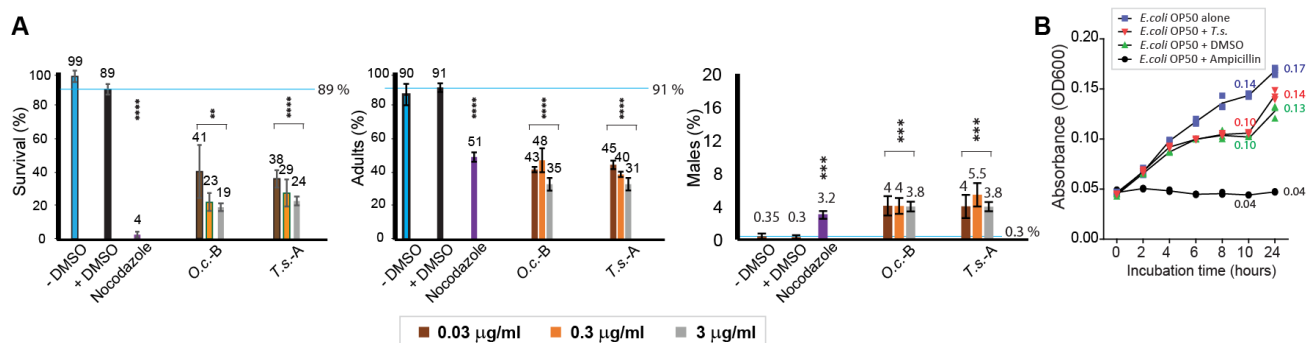 A
Survival (%)
100
80
60
40
20
0
99
89
4
41
23
19
38
29
24
****
**
****
89 %
- DMSO
+ DMSO
Nocodazole
O.c.-B
T.s.-A
Adults (%)
100
80
60
40
20
0
90
91
51
43
48
35
45
40
31
****
****
****
91 %
- DMSO
+ DMSO
Nocodazole
O.c.-B
T.s.-A
Males (%)
20
16
12
8
4
0
0.35
0.3
3.2
4
4
3.8
4
5.5
3.8
***
***
***
0.3 %
- DMSO
+ DMSO
Nocodazole
O.c.-B
T.s.-A
0.03 µg/ml 0.3 µg/ml 3 µg/ml
B
E.coli OP50 alone
E.coli OP50 + T.s.
E.coli OP50 + DMSO
E.coli OP50 + Ampicillin
Absorbance (OD600)
0.20
0.15
0.10
0.05
0.00
0.17
0.14
0.14
0.13
0.10
0.10
0.04
0.04
0 2 4 6 8 10 24
Incubation time (hours)